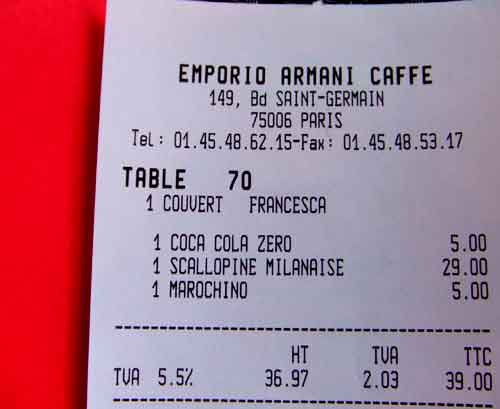 EMPORIO ARMANI CAFFE
149, Bd SAINT-GERMAIN
75006 PARIS
Tel: 01.45.48.62.15-Fax: 01.45.48.53.17
TABLE 70
1 COUVERT FRANCESCA
1 COCA COLA ZERO 5.00
1 SCALLOPINE MILANAISE 29.00
1 MAROCHINO 5.00
HT TVA TTC
TVA 5.5% 36.97 2.03 39.00